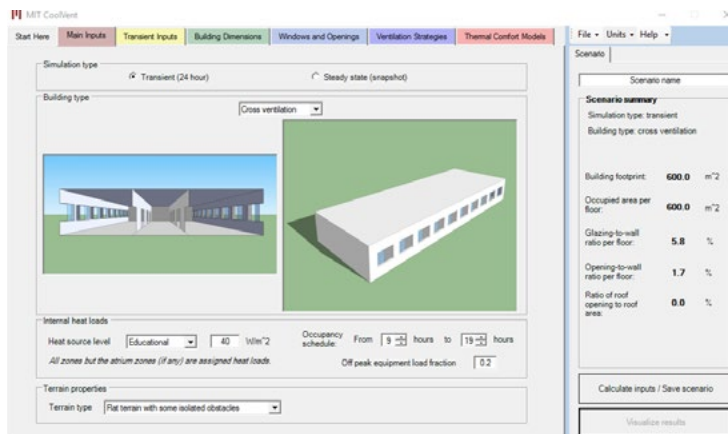 MIT CoolVent
Start Here Main Inputs Transient Inputs Building Dimensions Windows and Openings Ventilation Strategies Thermal Comfort Models
File Units Help
Scenario
Simulation type
Transient (24 hour) Steady state (snapshot)
Building type
Cross ventilation
Internal heat loads
Heat source level Educational 40 W/m^2
Occupancy schedule: From 9 hours to 19 hours
All zones but the atrium zones (if any) are assigned heat loads.
Off peak equipment load fraction 0.2
Terrain properties
Terrain type Flat terrain with some isolated obstacles
Scenario name
Scenario summary
Simulation type: transient
Building type: cross ventilation
Building footprint: 600.0 m^2
Occupied area per
floor: 600.0 m^2
Glazing-to-wall
ratio per floor: 5.8 %
Opening-to-wall
ratio per floor: 1.7 %
Ratio of roof
opening to roof
area: 0.0 %
Calculate inputs / Save scenario
Visualize results